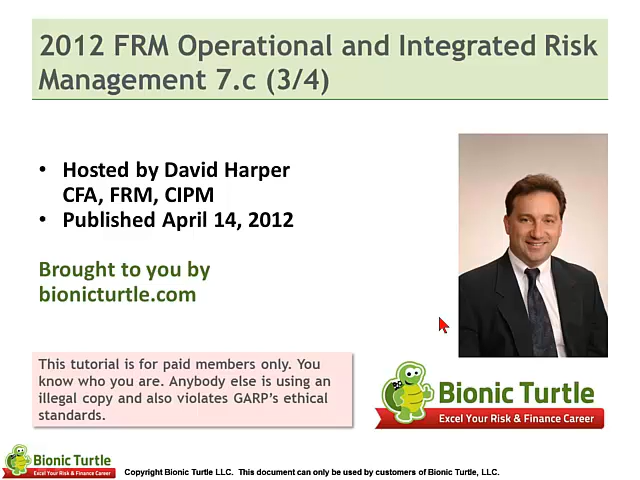 2012 FRM Operational and Integrated Risk
Management 7.c (3/4)
• Hosted by David Harper
CFA, FRM, CIPM
• Published April 14, 2012
Brought to you by
bionicturtle.com
This tutorial is for paid members only. You
know who you are. Anybody else is using an
illegal copy and also violates GARP's ethical
standards.
Bionic Turtle
Excel Your Risk & Finance Career
Bionic Turtle
Excel Your Risk & Finance Career
Copyright Bionic Turtle LLC. This document can only be used by customers of Bionic Turtle, LLC.